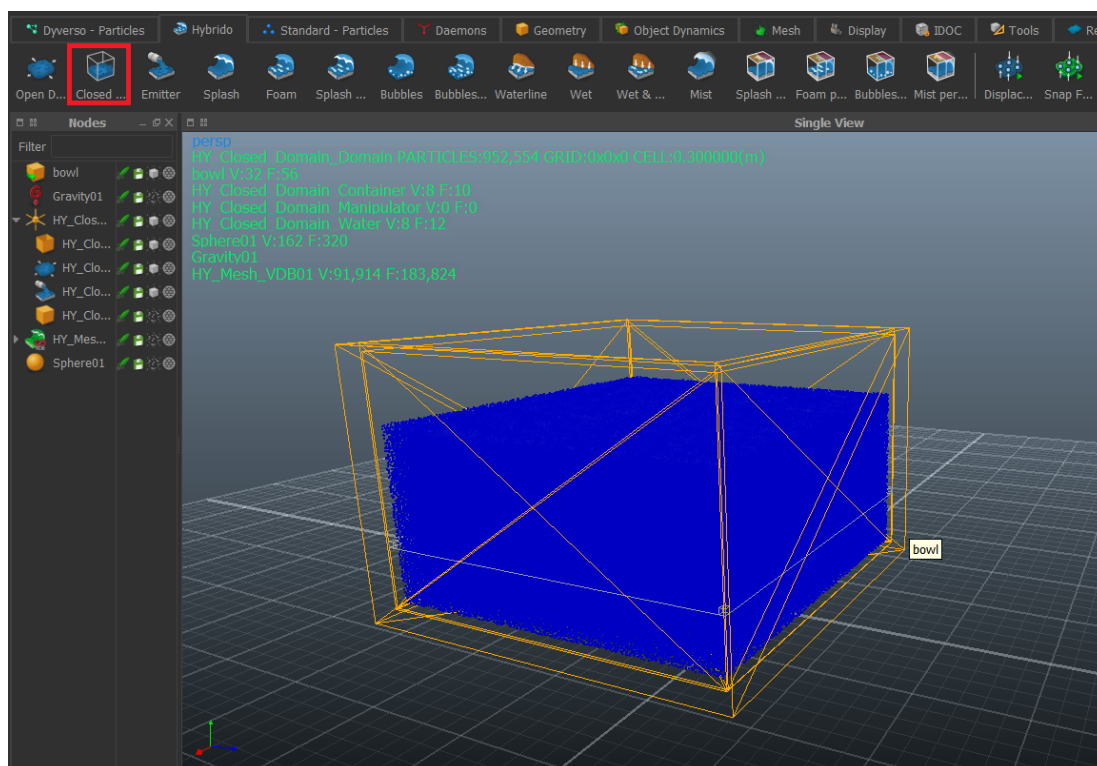 Dyverso - Particles Hybrido Standard - Particles Daemons Geometry Object Dynamics Mesh Display IDOC Tools Re
Open D... Closed ... Emitter Splash Foam Splash ... Bubbles Bubbles... Waterline Wet Wet & ... Mist Splash ... Foam p... Bubbles... Mist per... Displac... Snap F...
Nodes
Single View
Filter
bowl
Gravity01
HY_Clos...
HY_Clo...
HY_Clo...
HY_Clo...
HY_Clo...
HY_Mes...
Sphere01
persp
HY_Closed_Domain_Domain PARTICLES:952,554 GRID:0x0x0 CELL:0.300000(m)
bowl V:32 F:56
HY_Closed_Domain_Container V:8 F:10
HY_Closed_Domain_Manipulator V:0 F:0
HY_Closed_Domain_Water V:8 F:12
Sphere01 V:162 F:320
Gravity01
HY_Mesh_VDB01 V:91,914 F:183,824
bowl